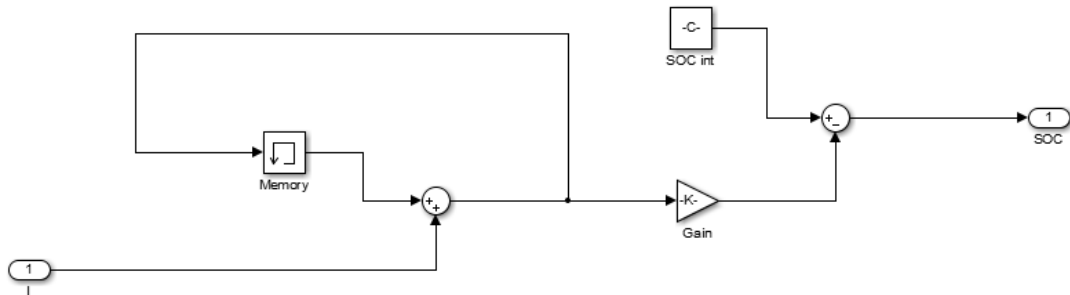 -C-
SOC int
+
-
1
SOC
Memory
+
+
-K-
Gain
1
I